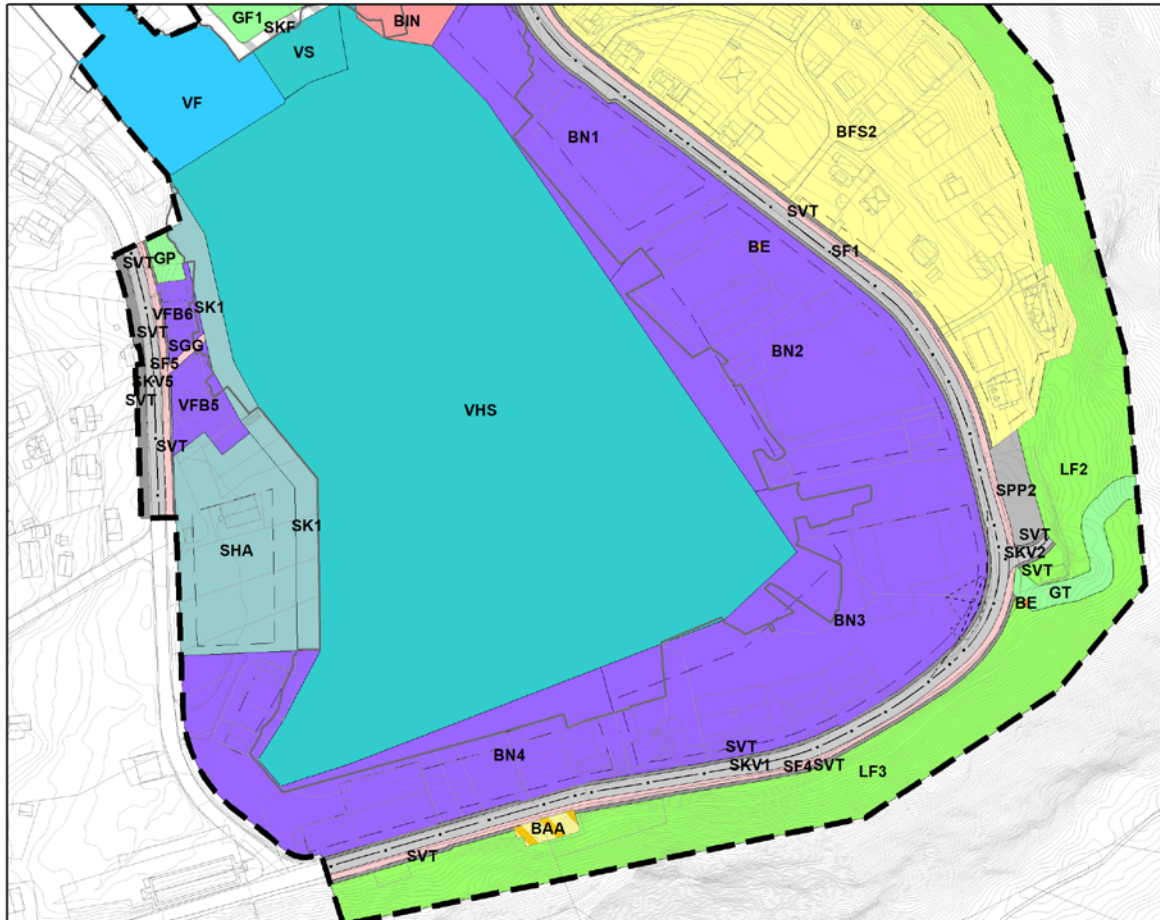 GF1
BIN
SKF
VS
VF
BN1
BFS2
SVT
BE
SF1
SVT
GP
SK1
VFB6
SVT
SGG
SF5
SKV5
SVT
VFB5
BN2
VHS
SVT
LF2
SPP2
SHA
SK1
SVT
SKV2
SVT
GT
BE
BN3
BN4
SVT
SKV1
SF4
SVT
LF3
BAA
SVT